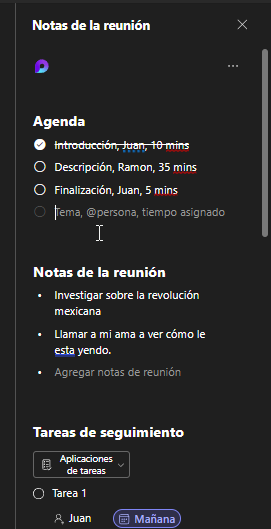 Notas de la reunión
Agenda
Introducción, Juan, 10 mins
Descripción, Ramon, 35 mins
Finalización, Juan, 5 mins
Tema, @persona, tiempo asignado
Notas de la reunión
Investigar sobre la revolución
mexicana
Llamar a mi ama a ver cómo le
esta yendo.
Agregar notas de reunión
Tareas de seguimiento
Aplicaciones
de tareas
Tarea 1
Juan
Mañana